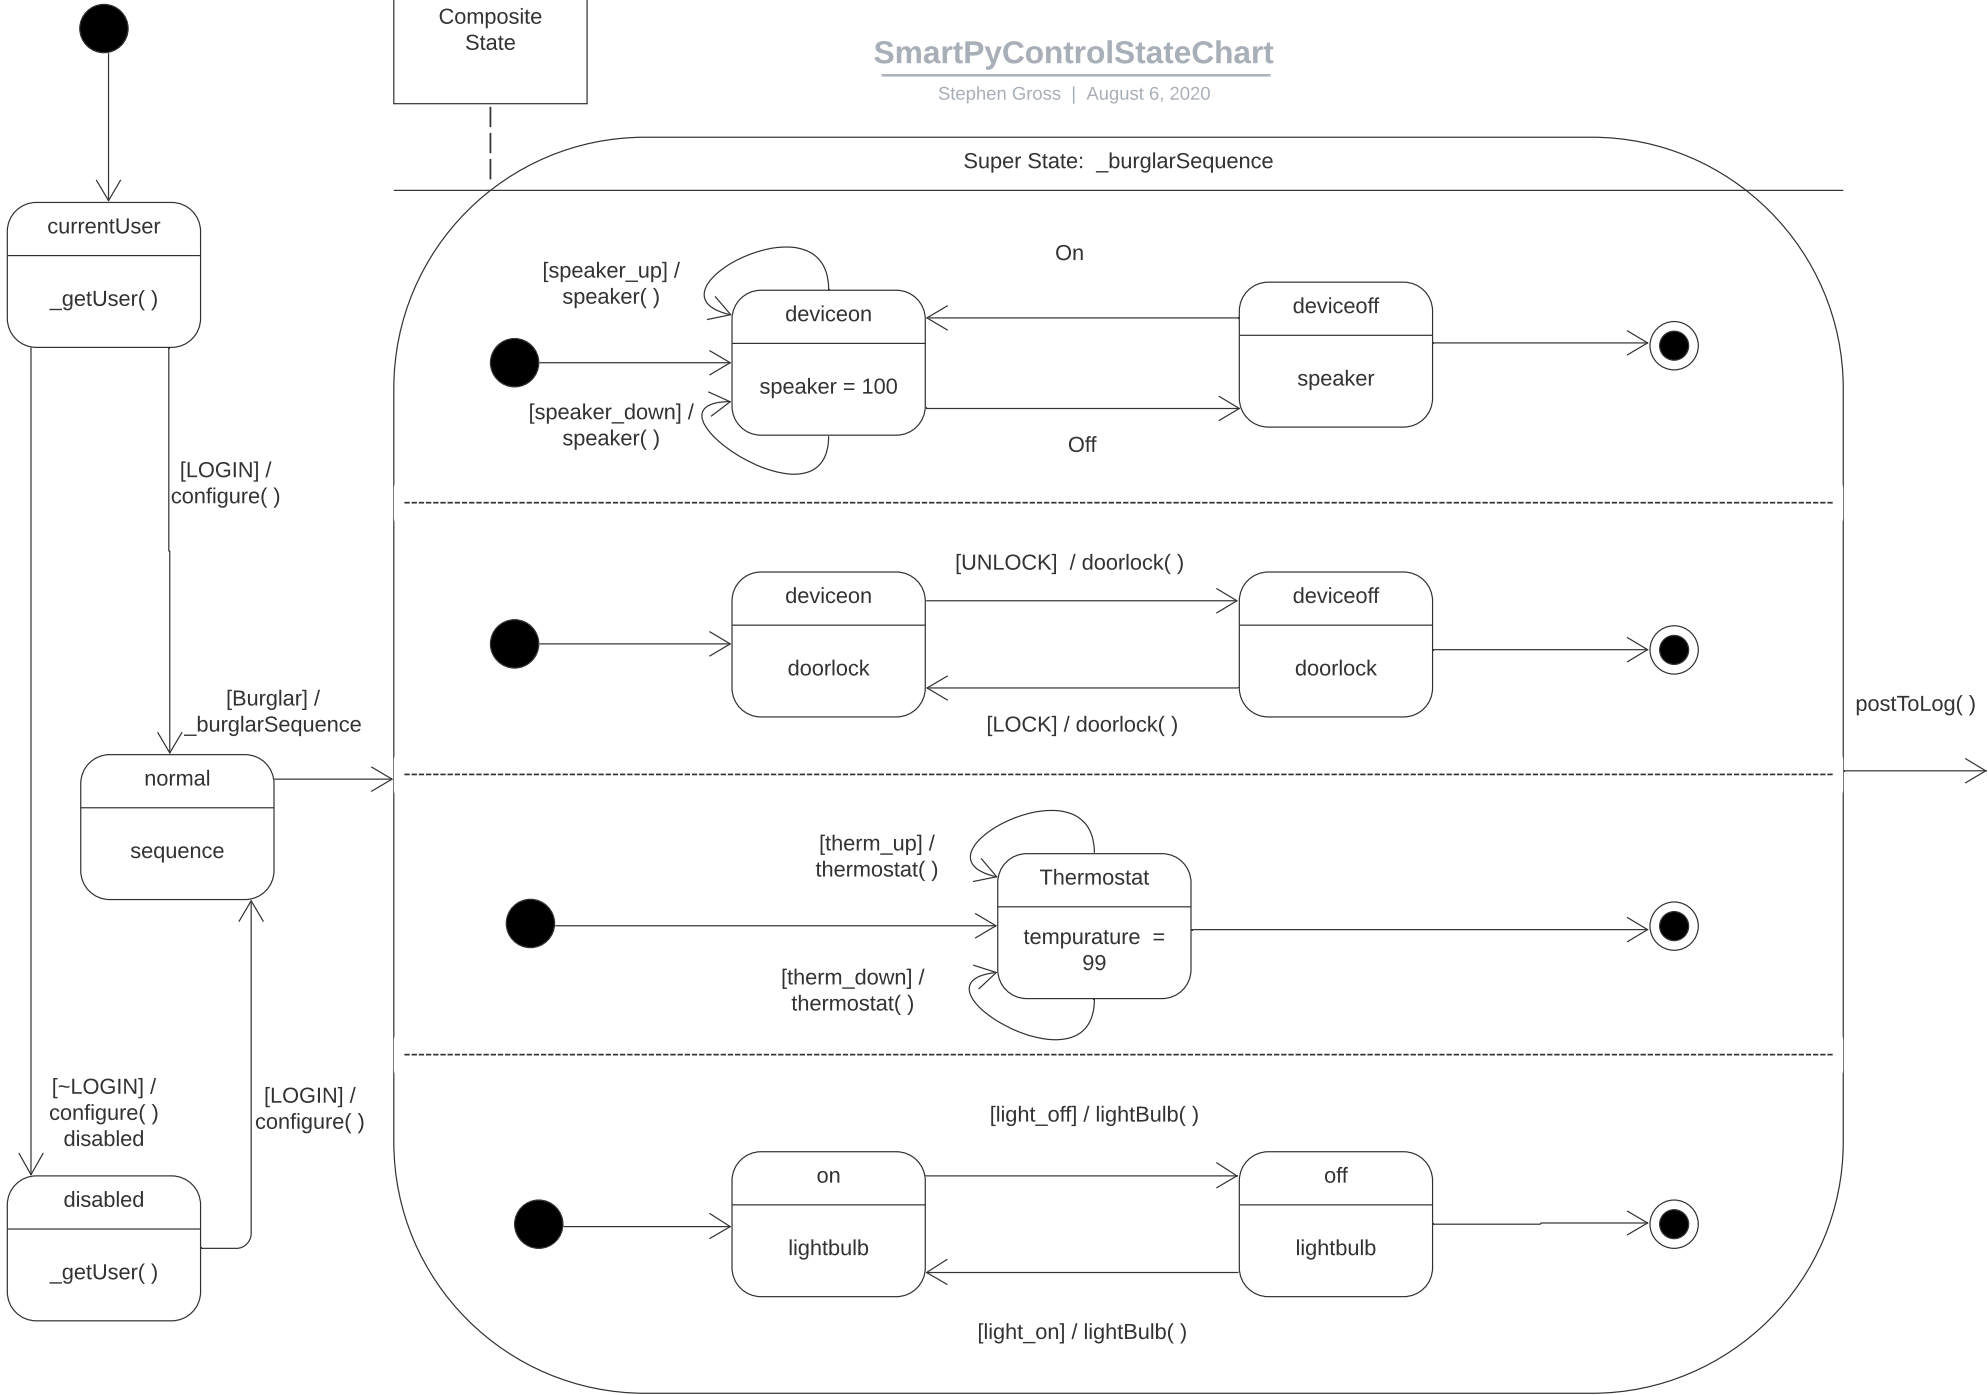 Composite
State
SmartPyControlStateChart
Stephen Gross | August 6, 2020
Super State:  _burglarSequence
currentUser
_getUser( )
[LOGIN] /
configure( )
[Burglar] /
_burglarSequence
normal
sequence
[~LOGIN] /
configure( )
disabled
[LOGIN] /
configure( )
disabled
_getUser( )
[speaker_up] /
speaker( )
On
deviceon
speaker = 100
deviceoff
speaker
[speaker_down] /
speaker( )
Off
[UNLOCK]  / doorlock( )
deviceon
doorlock
deviceoff
doorlock
[LOCK] / doorlock( )
postToLog( )
[therm_up] /
thermostat( )
Thermostat
tempurature  =
99
[therm_down] /
thermostat( )
[light_off] / lightBulb( )
on
lightbulb
off
lightbulb
[light_on] / lightBulb( )